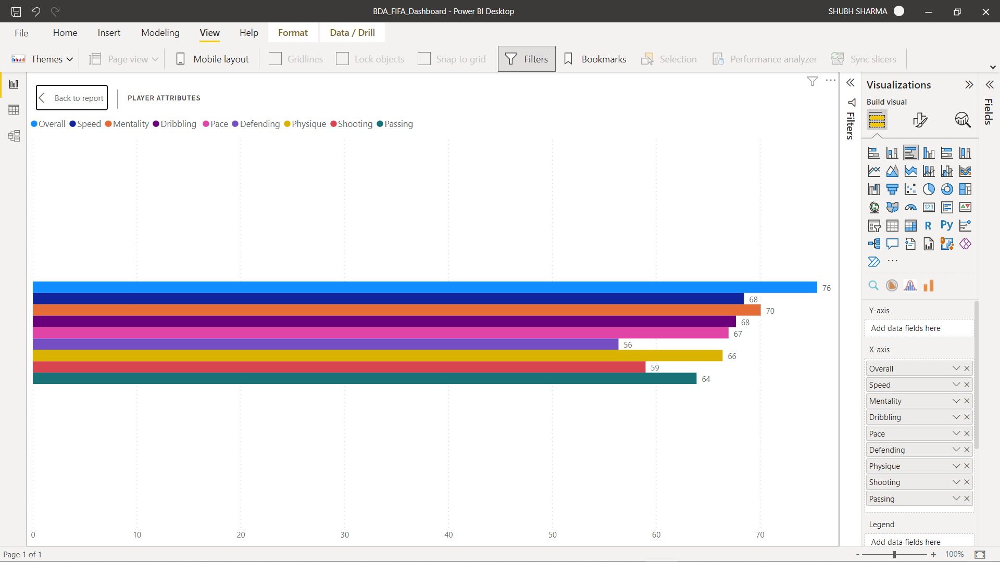 BDA_FIFA_Dashboard - Power BI Desktop
SHUBH SHARMA
File Home Insert Modeling View Help Format Data / Drill
Themes Page view Mobile layout Gridlines Lock objects Snap to grid Filters Bookmarks Selection Performance analyzer Sync slicers
Back to report
PLAYER ATTRIBUTES
Overall Speed Mentality Dribbling Pace Defending Physique Shooting Passing
76
68
70
68
67
56
66
59
64
0 10 20 30 40 50 60 70
Filters
Visualizations
Build visual
123
R Py
Y-axis
Add data fields here
X-axis
Overall
Speed
Mentality
Dribbling
Pace
Defending
Physique
Shooting
Passing
Legend
Add data fields here
Fields
Page 1 of 1
- + 100%